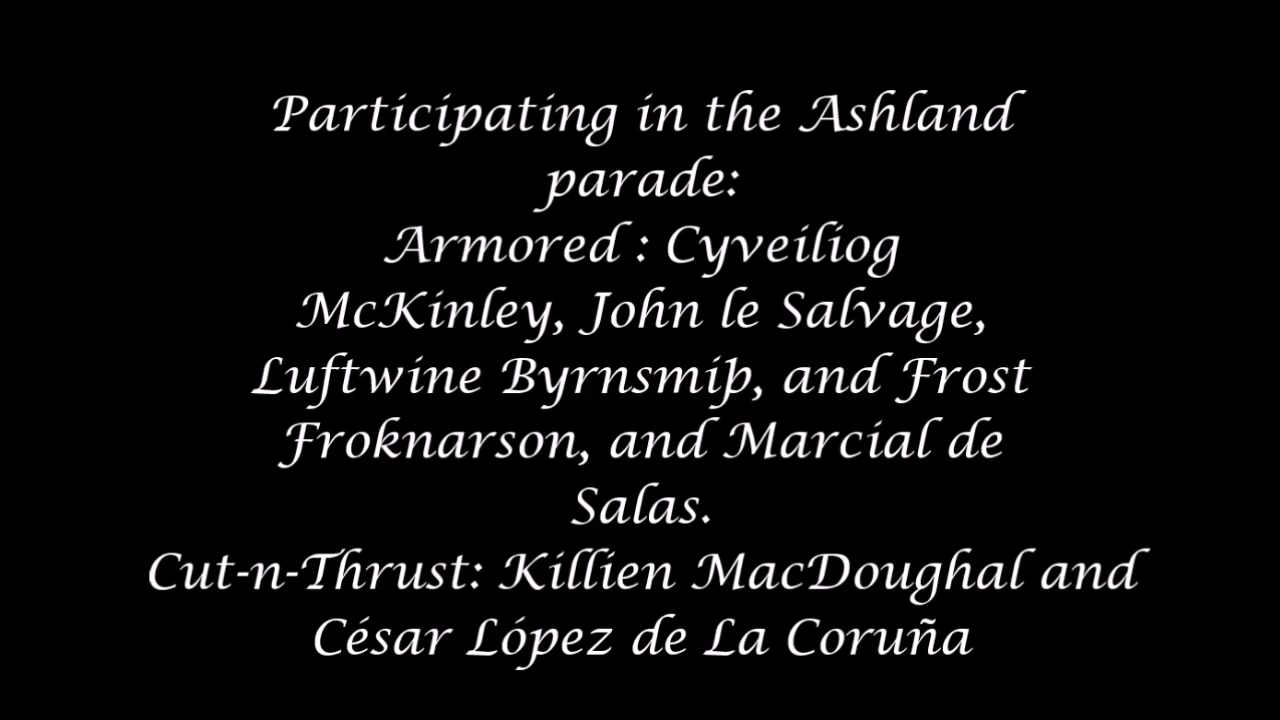 Participating in the Ashland
parade:
Armored : Cyveiliog
McKinley, John le Salvage,
Luftwine Byrnsmiþ, and Frost
Froknarson, and Marcial de
Salas.
Cut-n-Thrust: Killien MacDoughal and
César López de La Coruña